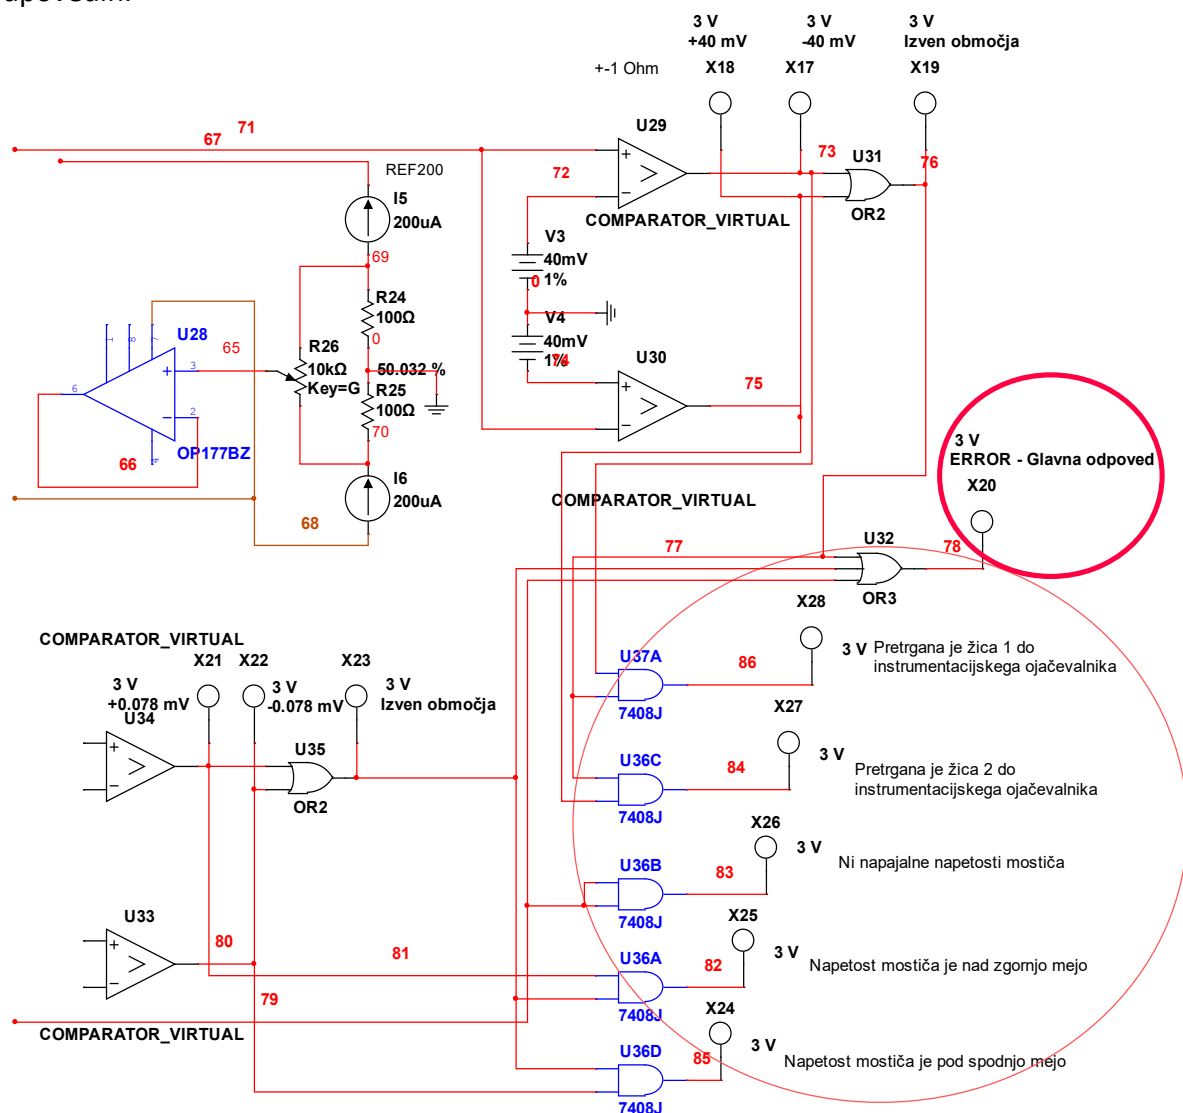 3 V
+40 mV
X18
3 V
-40 mV
X17
3 V
Izven območja
X19
+-1 Ohm
71
67
U29
72
73
U31
76
OR2
COMPARATOR_VIRTUAL
REF200
I5
200uA
69
V3
40mV
1%
0
V4
40mV
1%
74
R24
100Ω
0
U28
65
1
8
7
3
2
6
4
66
OP177BZ
R26
10kΩ
Key=G
50.032 %
R25
100Ω
70
I6
200uA
68
U30
75
COMPARATOR_VIRTUAL
3 V
ERROR - Glavna odpoved
X20
77
U32
78
OR3
COMPARATOR_VIRTUAL
X21
X22
X23
3 V
+0.078 mV
3 V
-0.078 mV
3 V
Izven območja
U34
U35
OR2
X28
U37A
86
3 V
Pretrgana je žica 1 do
instrumentacijskega ojačevalnika
7408J
X27
U36C
84
3 V
Pretrgana je žica 2 do
instrumentacijskega ojačevalnika
7408J
X26
U36B
83
3 V
Ni napajalne napetosti mostiča
7408J
U33
80
81
79
COMPARATOR_VIRTUAL
X25
U36A
82
3 V
Napetost mostiča je nad zgornjo mejo
7408J
X24
U36D
85
3 V
Napetost mostiča je pod spodnjo mejo
7408J